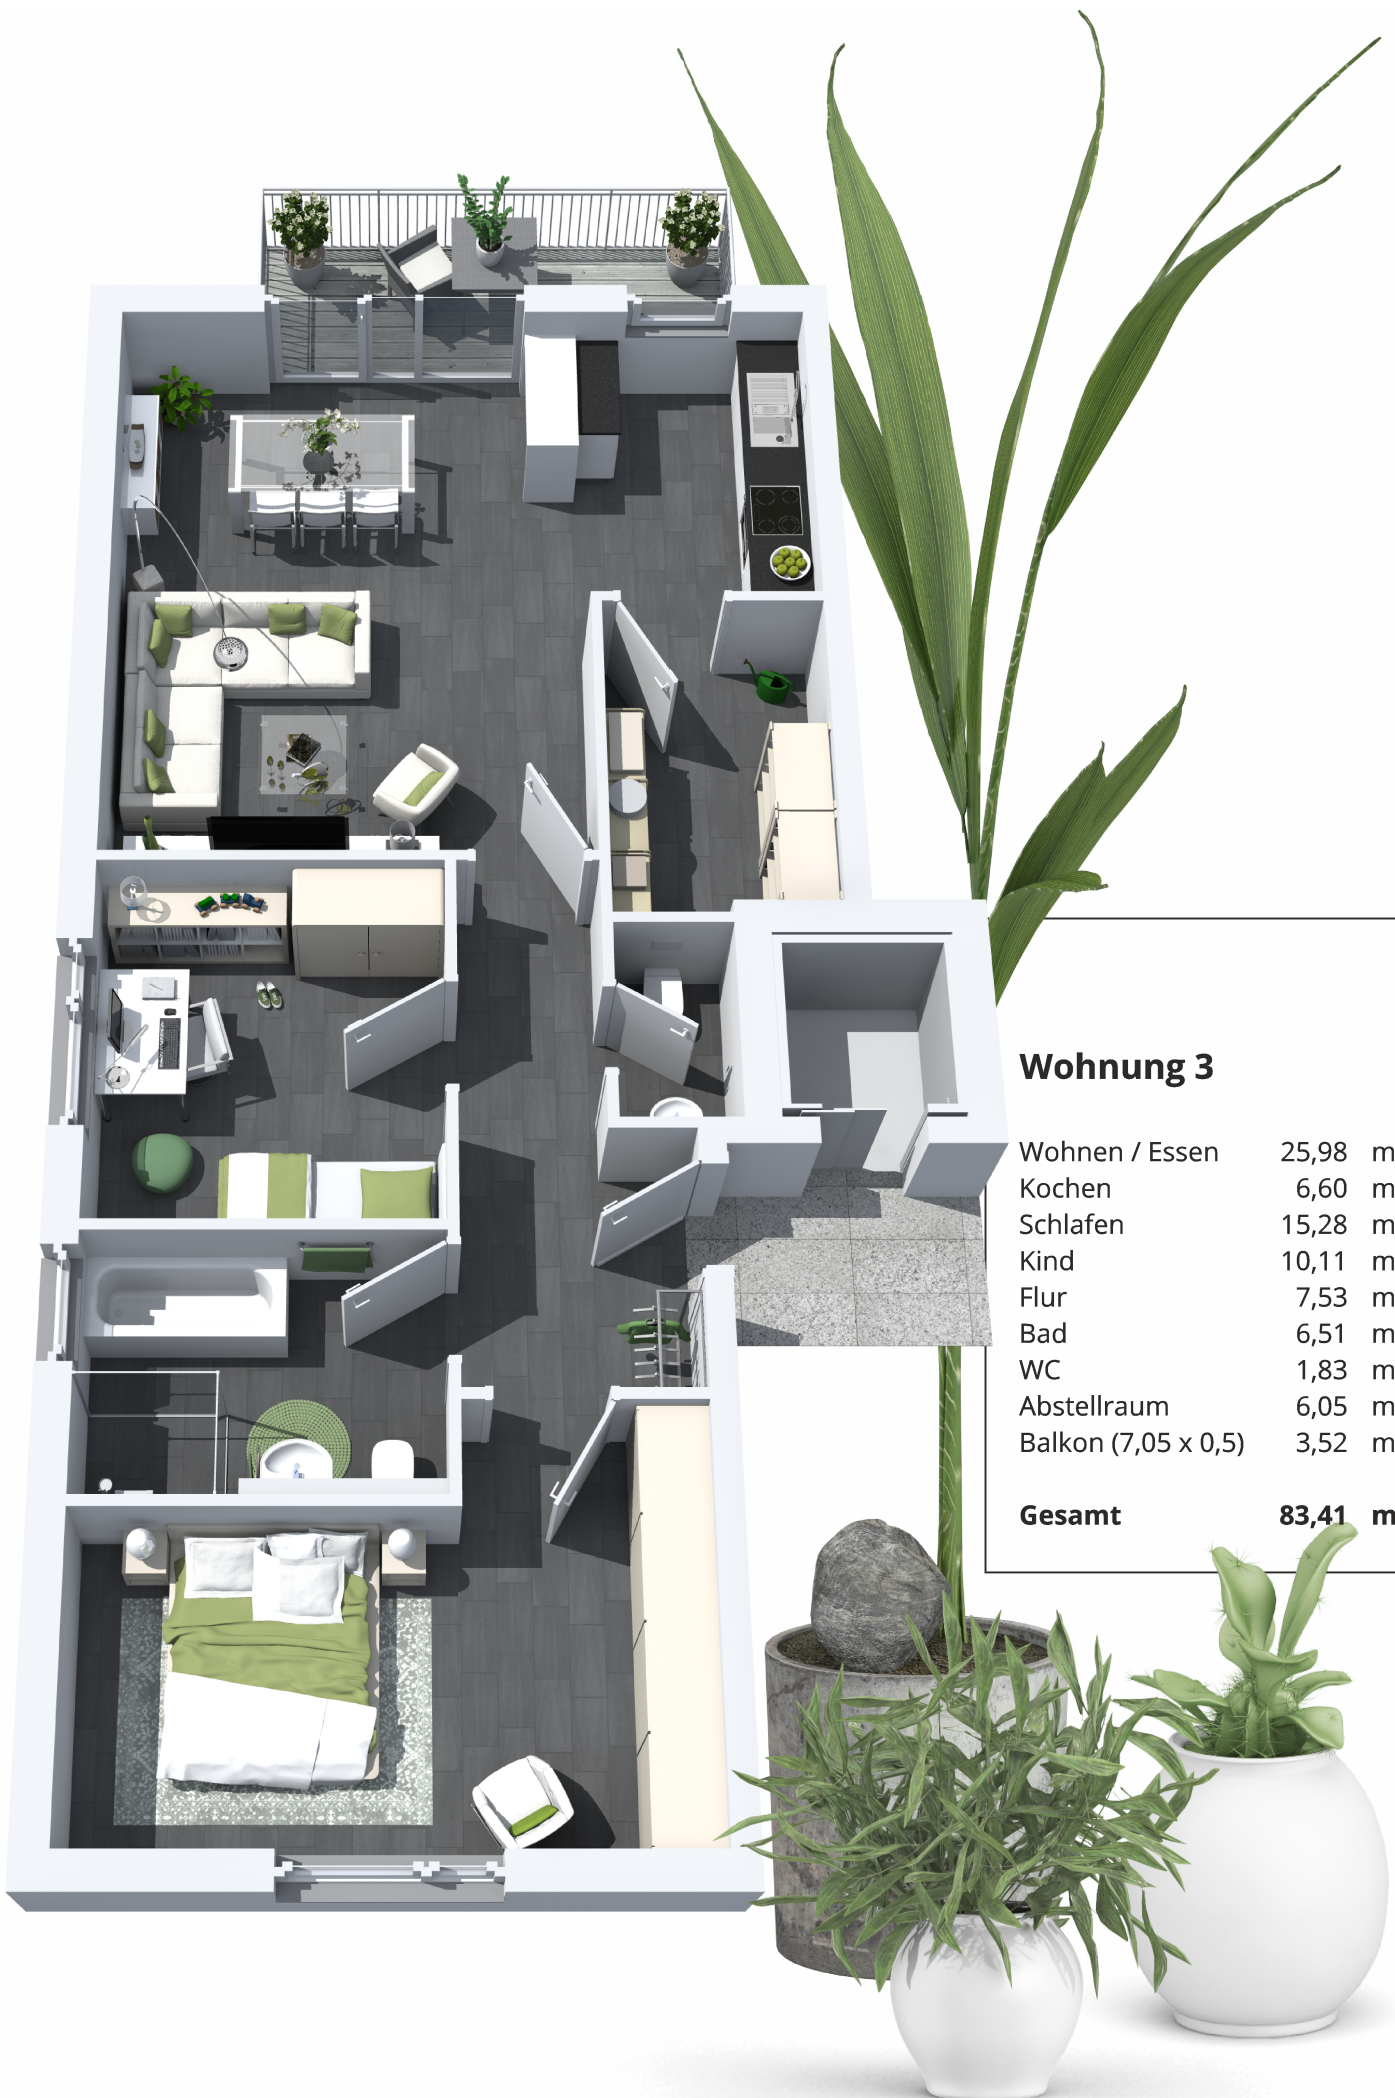 Wohnung 3
Wohnen / Essen 25,98 m
Kochen 6,60 m
Schlafen 15,28 m
Kind 10,11 m
Flur 7,53 m
Bad 6,51 m
WC 1,83 m
Abstellraum 6,05 m
Balkon (7,05 x 0,5) 3,52 m
Gesamt 83,41 m